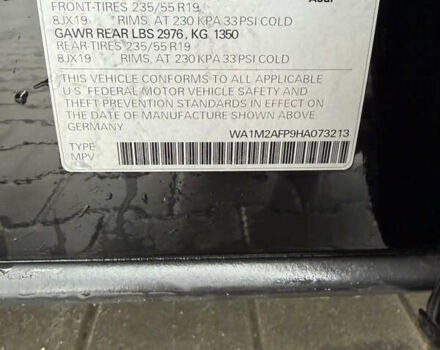 Audi
FRONT-TIRES 235/55 R19
8JX19 RIMS, AT 230 KPA 33 PSI COLD
GAWR REAR LBS 2976, KG 1350
REAR-TIRES 235/55 R19
8JX19 RIMS, AT 230 KPA 33 PSI COLD
THIS VEHICLE CONFORMS TO ALL APPLICABLE
U.S. FEDERAL MOTOR VEHICLE SAFETY AND
THEFT PREVENTION STANDARDS IN EFFECT ON
THE DATE OF MANUFACTURE SHOWN ABOVE
GERMANY
WA1M2AFP9HA073213
TYPE
MPV